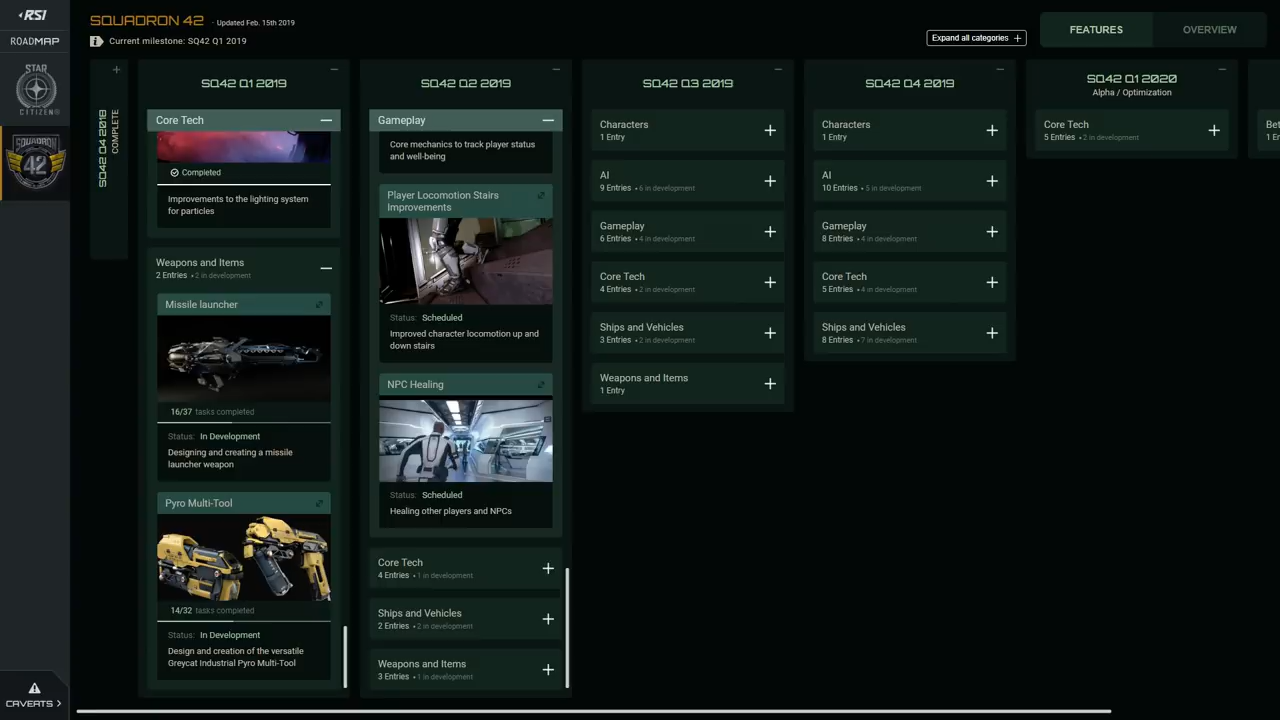 RSI
ROADMAP
STAR
CITIZEN
SQUADRON
42
CAVEATS
SQUADRON 42 - Updated Feb. 15th 2019
Current milestone: SQ42 Q1 2019
Expand all categories
FEATURES
OVERVIEW
SQ42 Q4 2018
COMPLETE
SQ42 Q1 2019
Core Tech
Completed
Improvements to the lighting system
for particles
Weapons and Items
2 Entries • 2 in development
Missile launcher
16/37 tasks completed
Status: In Development
Designing and creating a missile
launcher weapon
Pyro Multi-Tool
14/32 tasks completed
Status: In Development
Design and creation of the versatile
Greycat Industrial Pyro Multi-Tool
SQ42 Q2 2019
Gameplay
Core mechanics to track player status
and well-being
Player Locomotion Stairs
Improvements
Status: Scheduled
Improved character locomotion up and
down stairs
NPC Healing
Status: Scheduled
Healing other players and NPCs
Core Tech
4 Entries • 1 in development
Ships and Vehicles
2 Entries • 2 in development
Weapons and Items
3 Entries • 1 in development
SQ42 Q3 2019
Characters
1 Entry
AI
9 Entries • 6 in development
Gameplay
6 Entries • 4 in development
Core Tech
4 Entries • 2 in development
Ships and Vehicles
3 Entries • 2 in development
Weapons and Items
1 Entry
SQ42 Q4 2019
Characters
1 Entry
AI
10 Entries • 5 in development
Gameplay
8 Entries • 4 in development
Core Tech
5 Entries • 4 in development
Ships and Vehicles
8 Entries • 7 in development
SQ42 Q1 2020
Alpha / Optimization
Core Tech
5 Entries • 2 in development
Bet
1 En